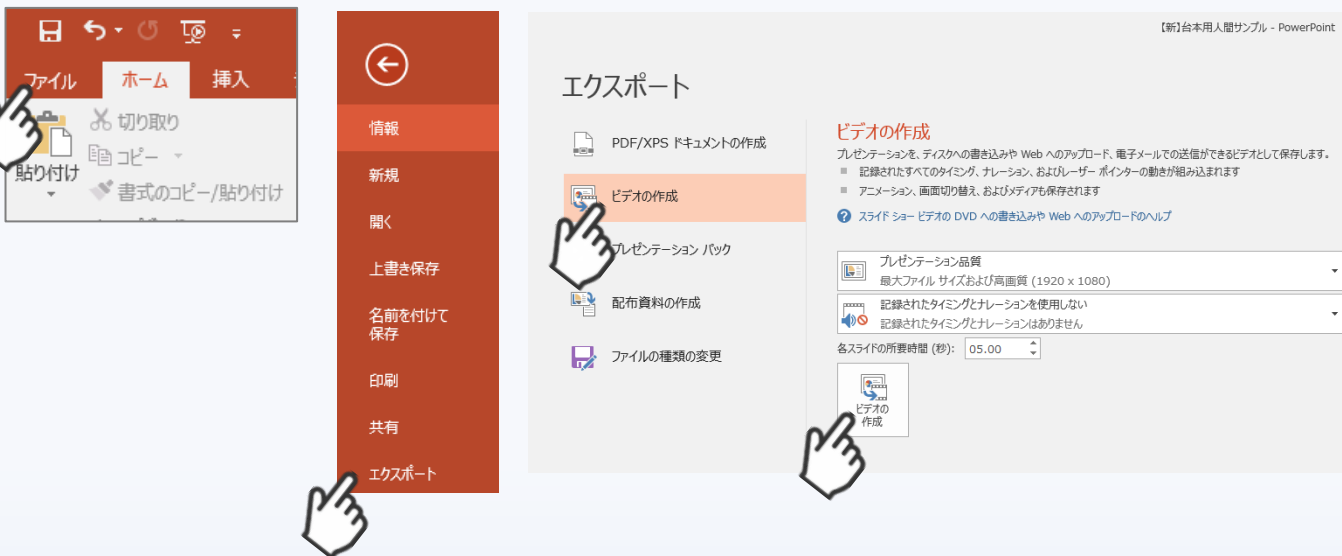 ファイル
ホーム
挿入
切り取り
コピー
貼り付け
書式のコピー/貼り付け
情報
新規
開く
上書き保存
名前を付けて
保存
印刷
共有
エクスポート
【新】台本用人間サンプル - PowerPoint
エクスポート
PDF/XPS ドキュメントの作成
ビデオの作成
プレゼンテーション パック
配布資料の作成
ファイルの種類の変更
ビデオの作成
プレゼンテーションを、ディスクへの書き込みや Web へのアップロード、電子メールでの送信ができるビデオとして保存します。
記録されたすべてのタイミング、ナレーション、およびレーザー ポインターの動きが組み込まれます
アニメーション、画面切り替え、およびメディアも保存されます
スライド ショー ビデオの DVD への書き込みや Web へのアップロードのヘルプ
プレゼンテーション品質
最大ファイル サイズおよび高画質 (1920 x 1080)
記録されたタイミングとナレーションを使用しない
記録されたタイミングとナレーションはありません
各スライドの所要時間 (秒): 05.00
ビデオの
作成